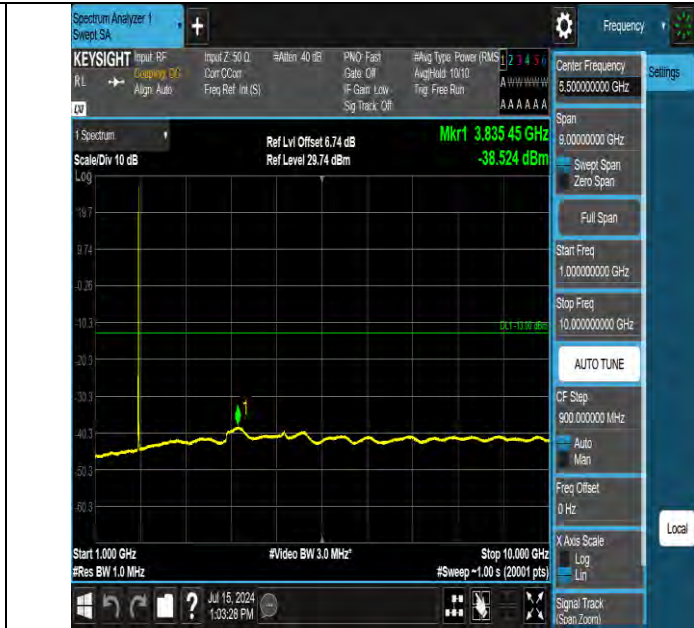 Spectrum Analyzer 1
Swept SA
+
Frequency
KEYSIGHT
RL
Input: RF
Coupling: DC
Align: Auto
Input Z: 50 Ω
Corr CCorr
Freq Ref: Int (S)
#Atten: 40 dB
PNO: Fast
Gate: Off
IF Gain: Low
Sig Track: Off
#Avg Type: Power (RMS
Avg|Hold: 10/10
Trig: Free Run
1 2 3 4 5 6
A W W W W W
A A A A A A
LXI
1 Spectrum
Scale/Div 10 dB
Ref Lvl Offset 6.74 dB
Ref Level 29.74 dBm
Mkr1 3.835 45 GHz
-38.524 dBm
Log
19.7
9.74
-0.26
-10.3
-20.3
-30.3
-40.3
-50.3
-60.3
DL1 -13.00 dBm
1
Start 1.000 GHz
#Res BW 1.0 MHz
#Video BW 3.0 MHz*
Stop 10.000 GHz
#Sweep ~1.00 s (20001 pts)
?
Jul 15, 2024
1:03:28 PM
Center Frequency
5.500000000 GHz
Settings
Span
9.00000000 GHz
Swept Span
Zero Span
Full Span
Start Freq
1.000000000 GHz
Stop Freq
10.000000000 GHz
AUTO TUNE
CF Step
900.000000 MHz
Auto
Man
Freq Offset
0 Hz
X Axis Scale
Log
Lin
Local
Signal Track
(Span Zoom)